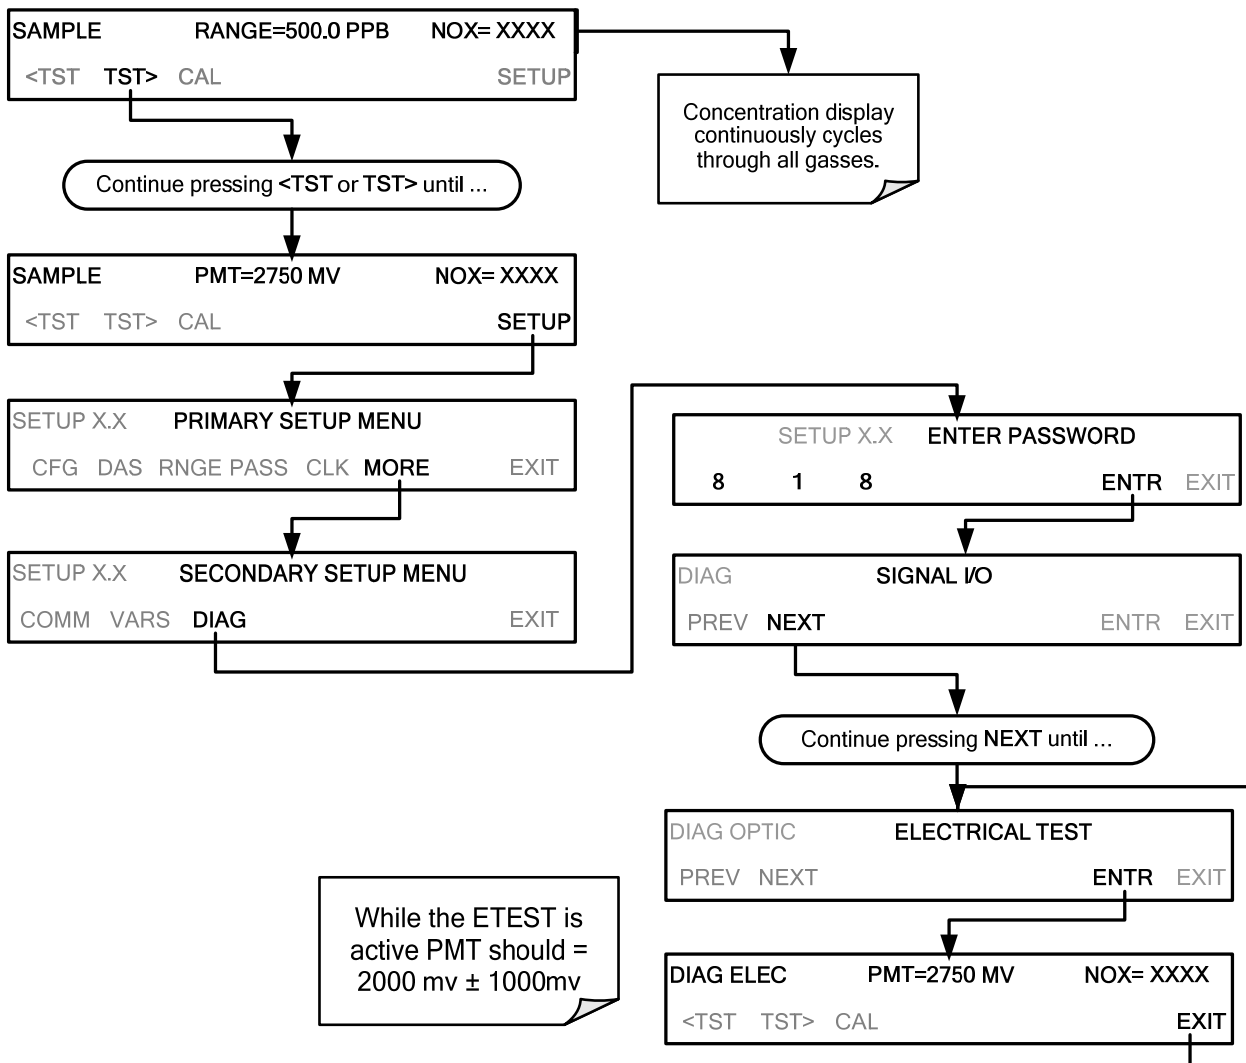 SAMPLE RANGE=500.0 PPB NOX= XXXX
<TST TST> CAL SETUP
Concentration display
continuously cycles
through all gasses.
Continue pressing <TST or TST> until ...
SAMPLE PMT=2750 MV NOX= XXXX
<TST TST> CAL SETUP
SETUP X.X PRIMARY SETUP MENU
CFG DAS RNGE PASS CLK MORE EXIT
SETUP X.X SECONDARY SETUP MENU
COMM VARS DIAG EXIT
SETUP X.X ENTER PASSWORD
8 1 8 ENTR EXIT
DIAG SIGNAL I/O
PREV NEXT ENTR EXIT
Continue pressing NEXT until ...
DIAG OPTIC ELECTRICAL TEST
PREV NEXT ENTR EXIT
While the ETEST is
active PMT should =
2000 mv ± 1000mv
DIAG ELEC PMT=2750 MV NOX= XXXX
<TST TST> CAL EXIT